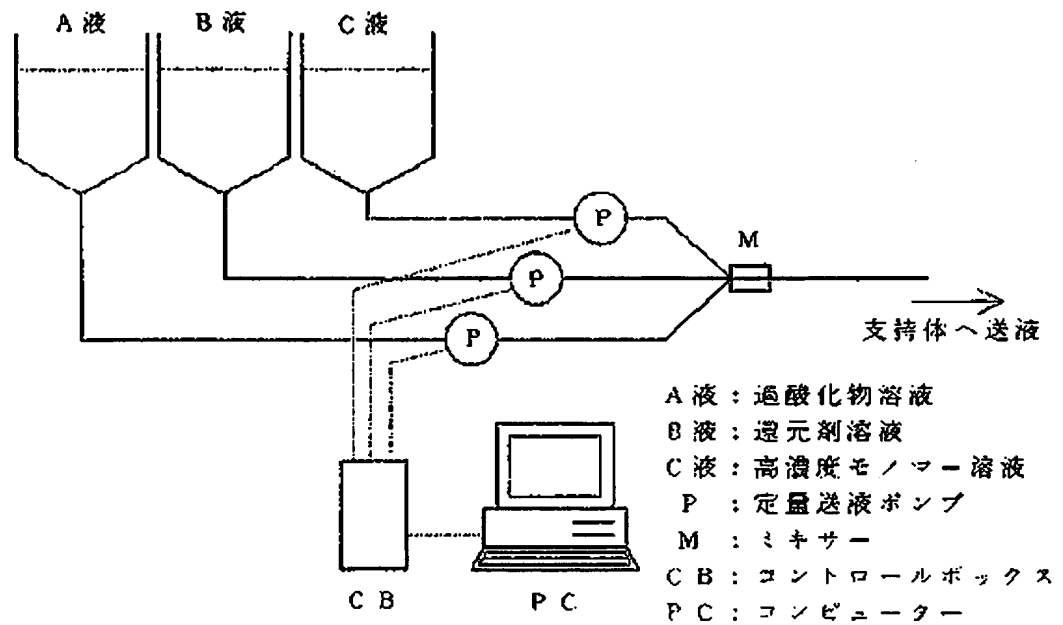 A液 B液 C液
P
P
P
M
支持体へ送液
A液：過酸化物溶液
B液：還元剤溶液
C液：高濃度モノマー溶液
P：定量送液ポンプ
M：ミキサー
CB：コントロールボックス
PC：コンピューター
CB PC